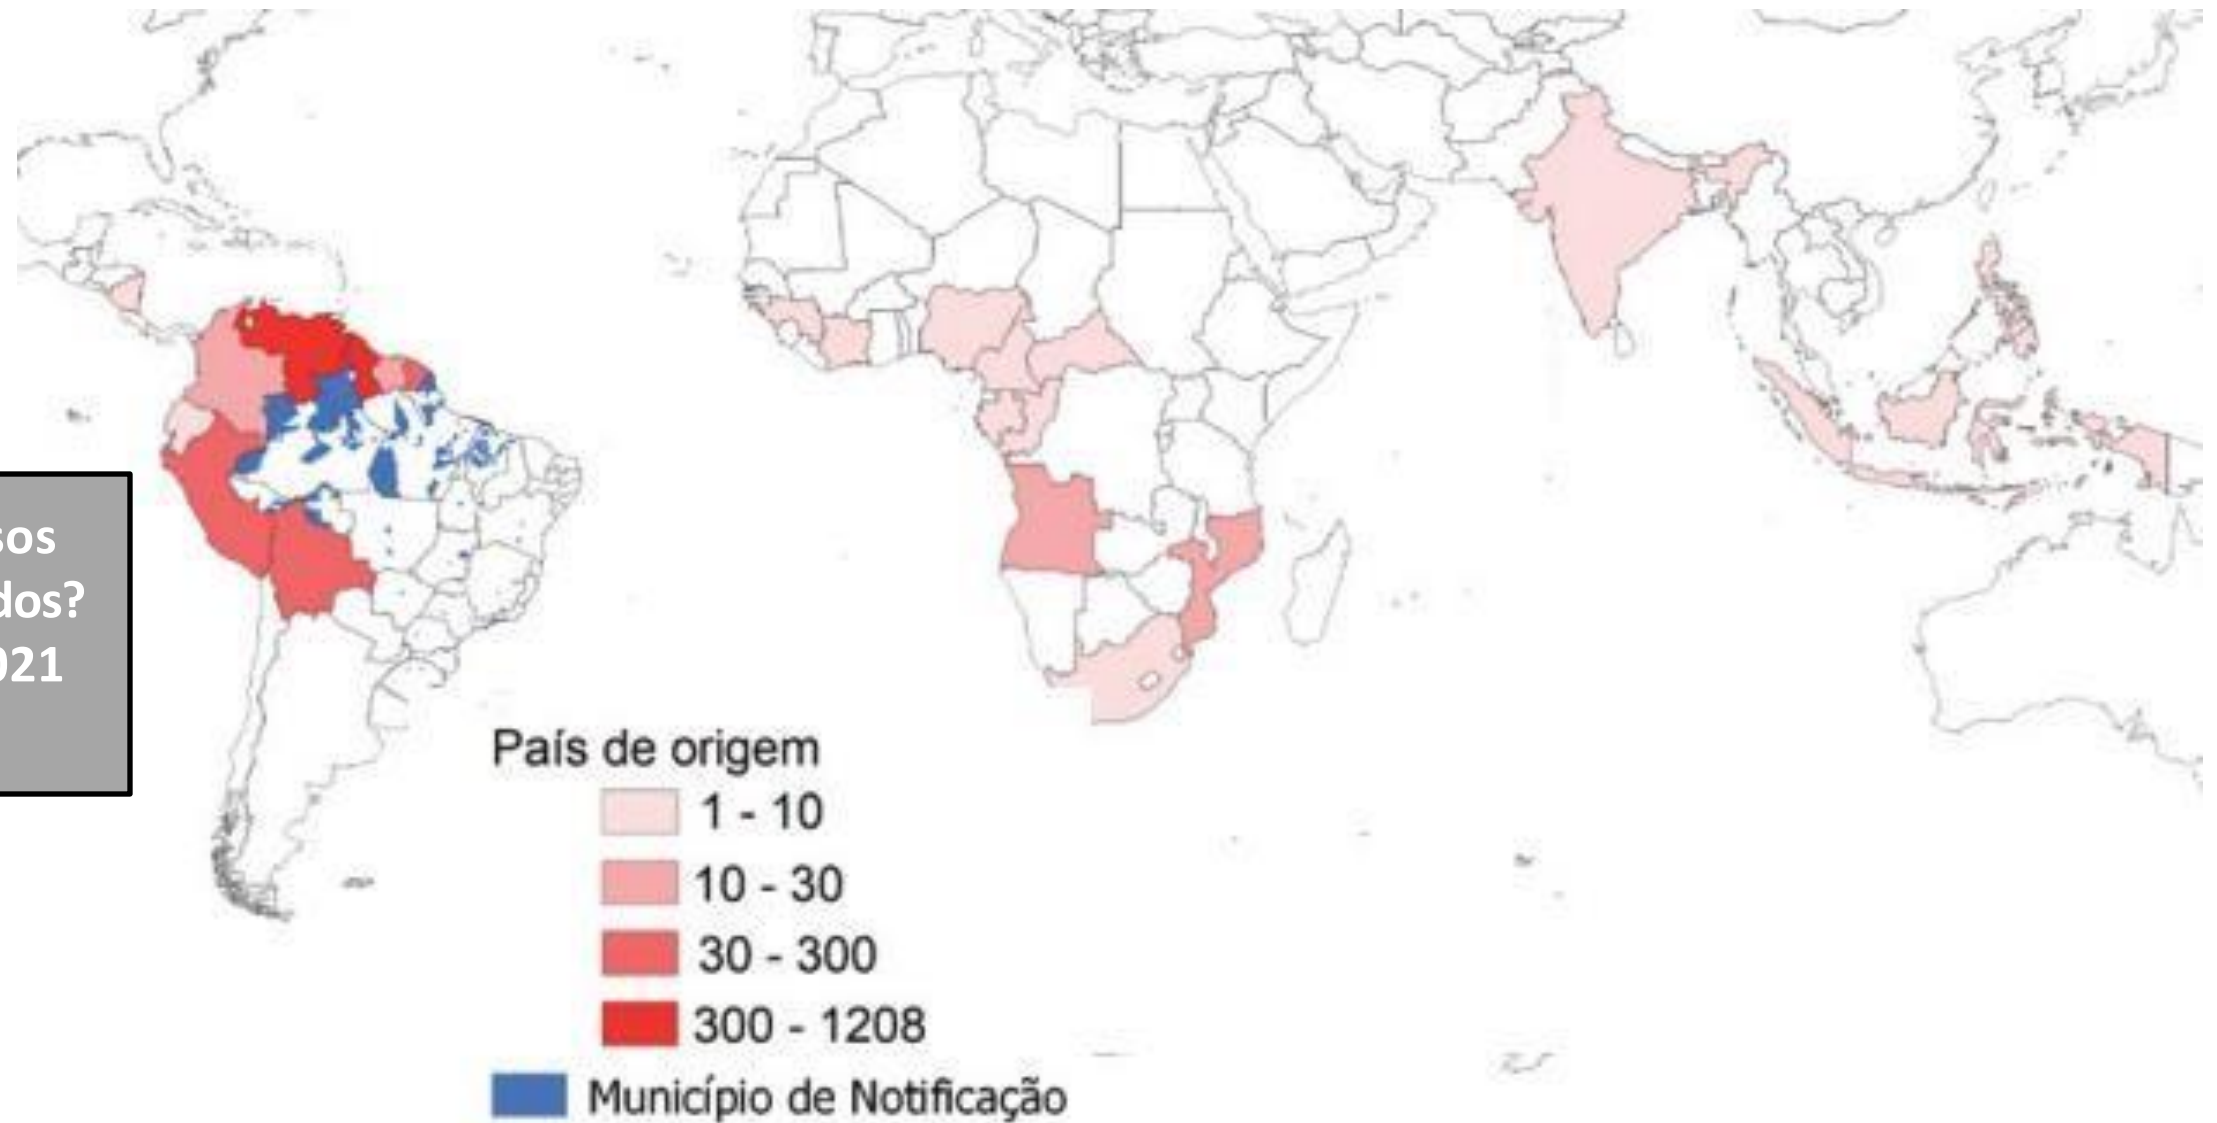 sos
dos?
021
País de origem
1 - 10
10 - 30
30 - 300
300 - 1208
Município de Notificação